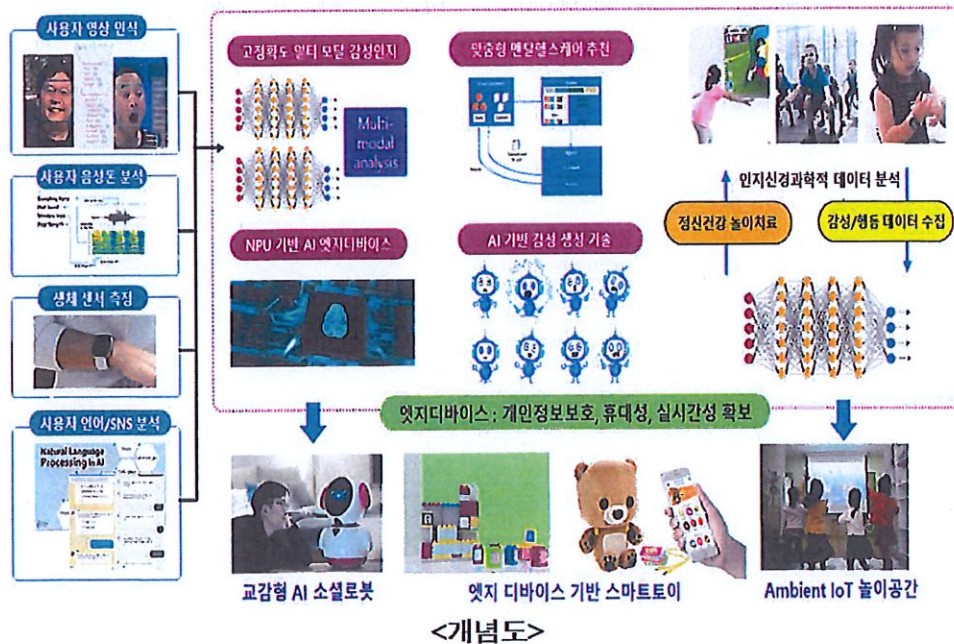 사용자 영상 인식
사용자 음성톤 분석
생체 센서 측정
사용자 언어/SNS 분석
Natural Language
Processing in AI
고정확도 멀티 모달 감성인지
Multi-
modal
analysis
맞춤형 멘탈헬스케어 추천
NPU 기반 AI 엣지디바이스
AI 기반 감성 생성 기술
인지신경과학적 데이터 분석
정신건강 놀이치료
감성/행동 데이터 수집
엣지디바이스 : 개인정보보호, 휴대성, 실시간성 확보
교감형 AI 소셜로봇
엣지 디바이스 기반 스마트토이
Ambient IoT 놀이공간
<개념도>